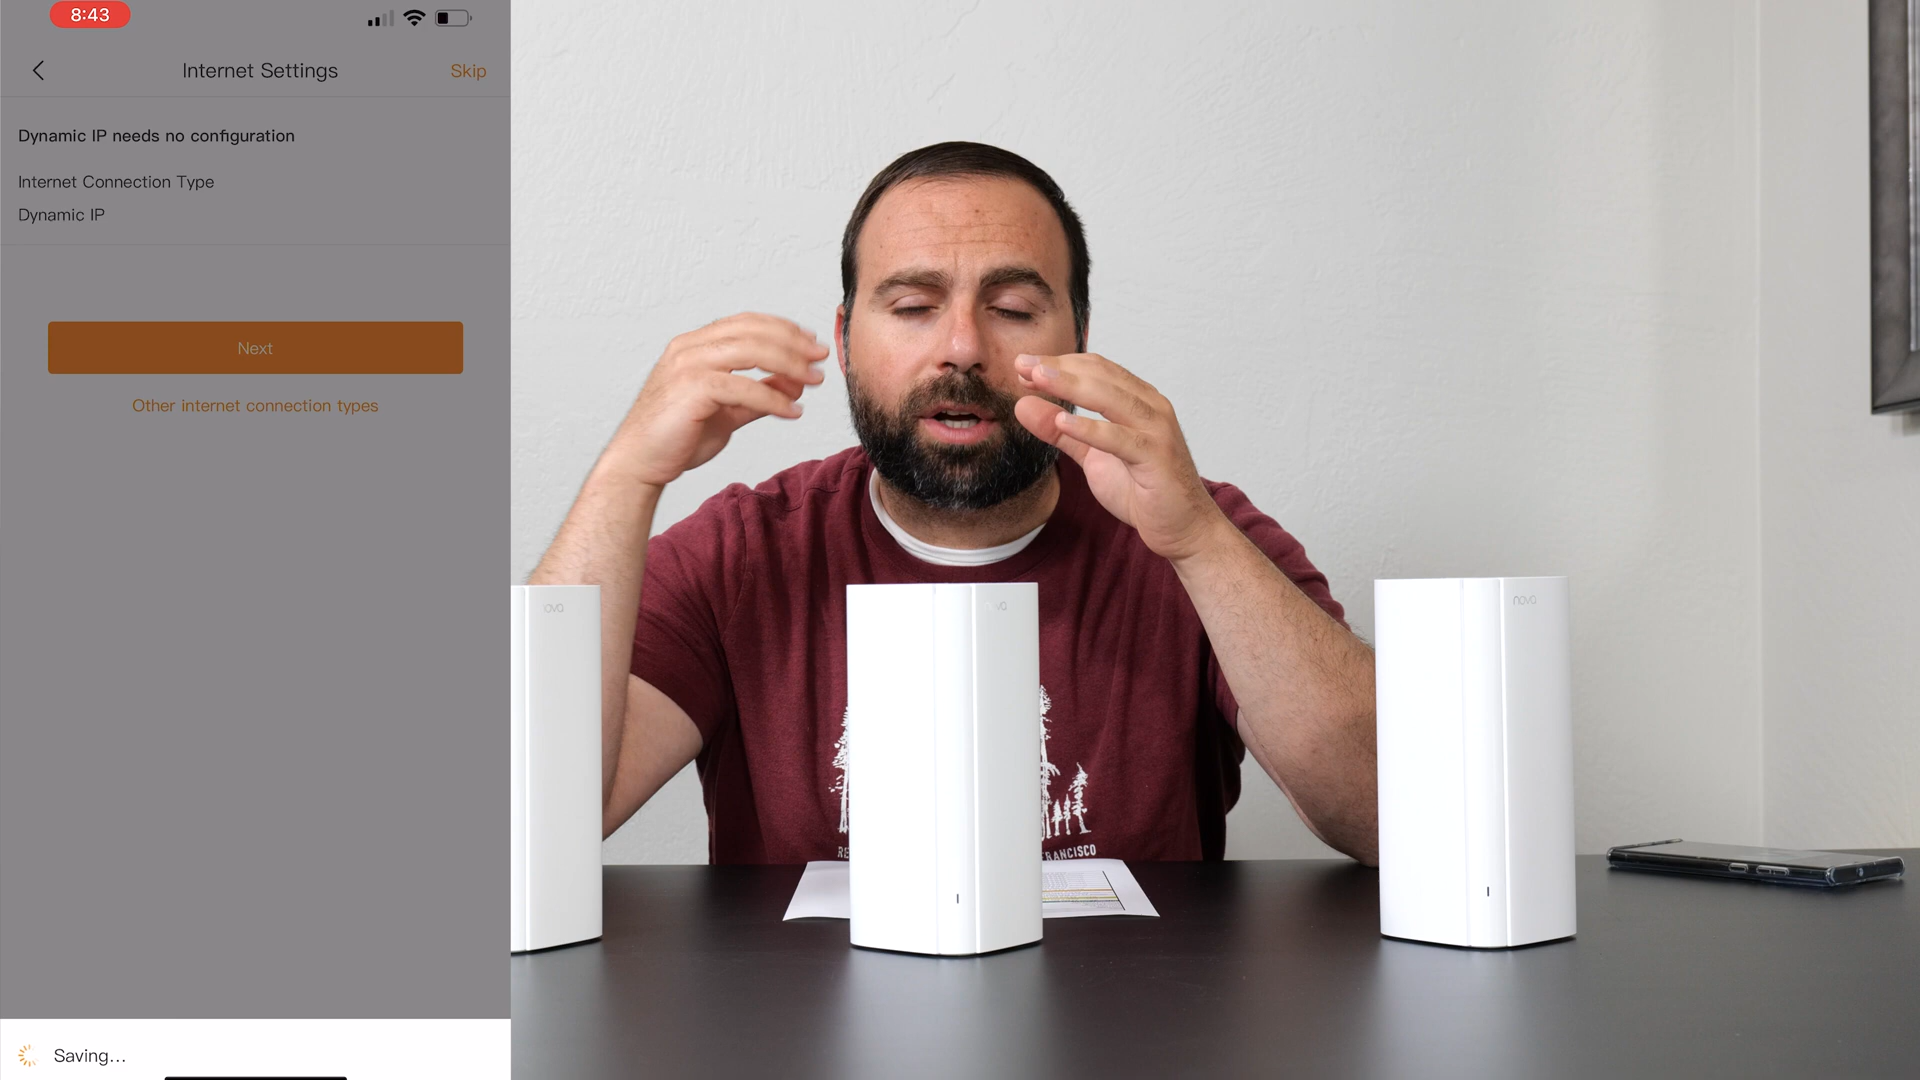 8:43
Internet Settings
Skip
Dynamic IP needs no configuration
Internet Connection Type
Dynamic IP
Next
Other internet connection types
Saving...
nova
RANCISCO